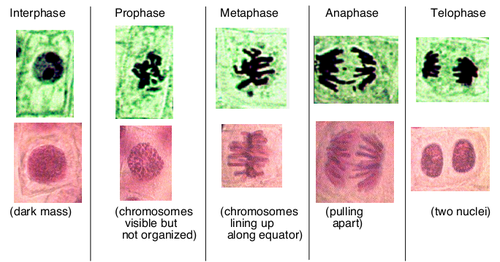 Interphase
Prophase
Metaphase
Anaphase
Telophase
(dark mass)
(chromosomes
visible but
not organized)
(chromosomes
lining up
along equator)
(pulling
apart)
(two nuclei)